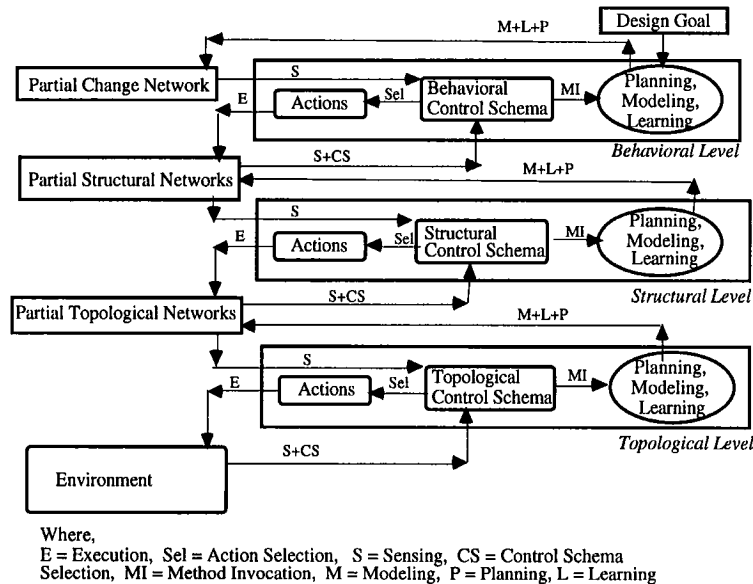 M+L+P
Design Goal
Partial Change Network
S
E
Actions
Sel
Behavioral
Control Schema
MI
Planning,
Modeling,
Learning
Behavioral Level
S+CS
M+L+P
Partial Structural Networks
S
E
Actions
Sel
Structural
Control Schema
MI
Planning,
Modeling,
Learning
Structural Level
S+CS
M+L+P
Partial Topological Networks
S
E
Actions
Sel
Topological
Control Schema
MI
Planning,
Modeling,
Learning
Topological Level
S+CS
Environment
Where,
E = Execution, Sel = Action Selection, S = Sensing, CS = Control Schema
Selection, MI = Method Invocation, M = Modeling, P = Planning, L = Learning